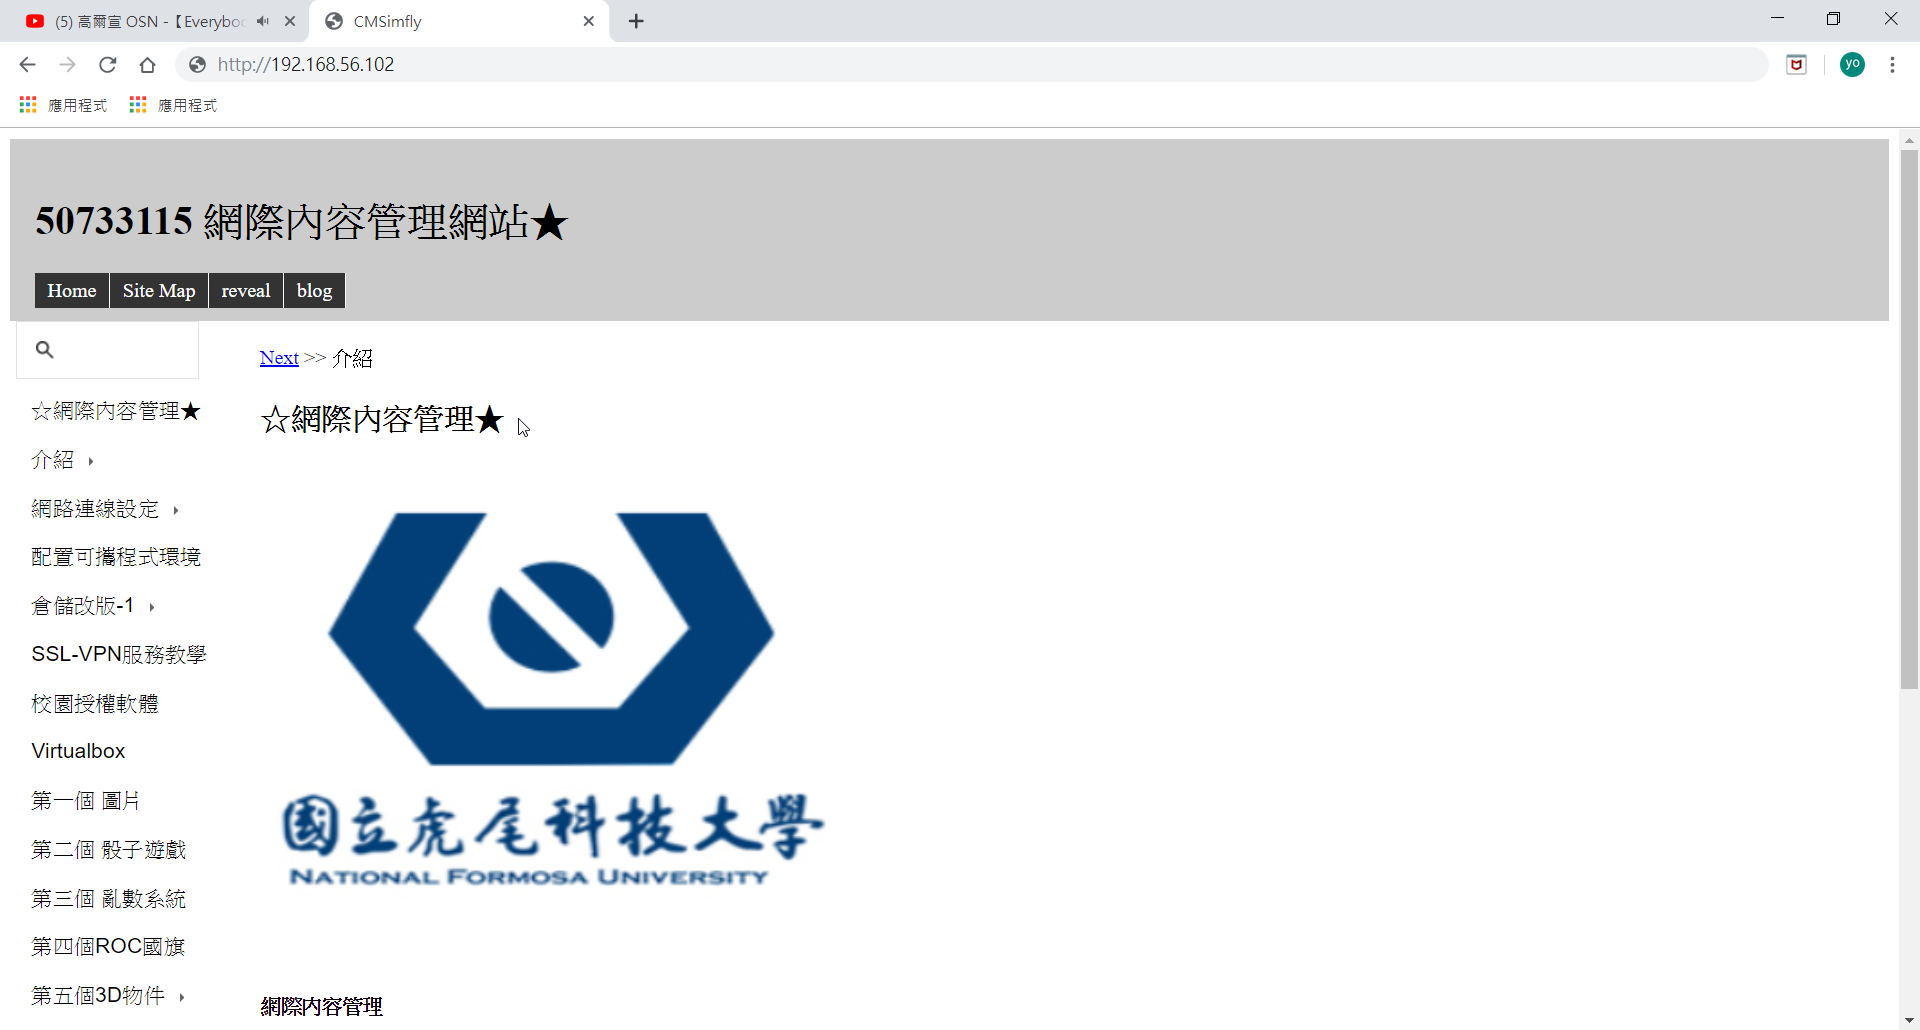 (5) 高爾宣 OSN -【Everybod
CMSimfly
http://192.168.56.102
yo
應用程式
應用程式
50733115 網際內容管理網站★
Home
Site Map
reveal
blog
Next >> 介紹
☆網際內容管理★
☆網際內容管理★
介紹
網路連線設定
配置可攜程式環境
倉儲改版-1
SSL-VPN服務教學
校園授權軟體
Virtualbox
第一個 圖片
第二個 骰子遊戲
第三個 亂數系統
第四個ROC國旗
第五個3D物件
國立虎尾科技大學
NATIONAL FORMOSA UNIVERSITY
網際內容管理